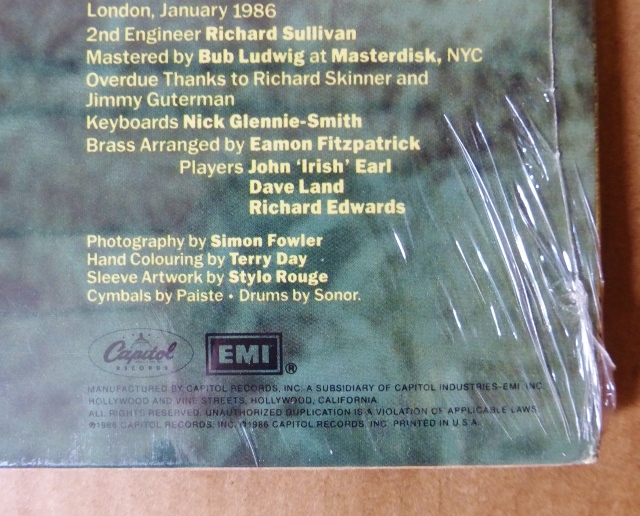 London, January 1986
2nd Engineer Richard Sullivan
Mastered by Bub Ludwig at Masterdisk, NYC
Overdue Thanks to Richard Skinner and
Jimmy Guterman
Keyboards Nick Glennie-Smith
Brass Arranged by Eamon Fitzpatrick
Players John ‘Irish’ Earl
Dave Land
Richard Edwards
Photography by Simon Fowler
Hand Colouring by Terry Day
Sleeve Artwork by Stylo Rouge
Cymbals by Paiste • Drums by Sonor.
Capitol
RECORDS
EMI ®
MANUFACTURED BY CAPITOL RECORDS, INC. A SUBSIDIARY OF CAPITOL INDUSTRIES-EMI, INC.
HOLLYWOOD AND VINE STREETS, HOLLYWOOD, CALIFORNIA.
ALL RIGHTS RESERVED. UNAUTHORIZED DUPLICATION IS A VIOLATION OF APPLICABLE LAWS.
℗1986 CAPITOL RECORDS, INC. ©1986 CAPITOL RECORDS, INC. PRINTED IN U.S.A.